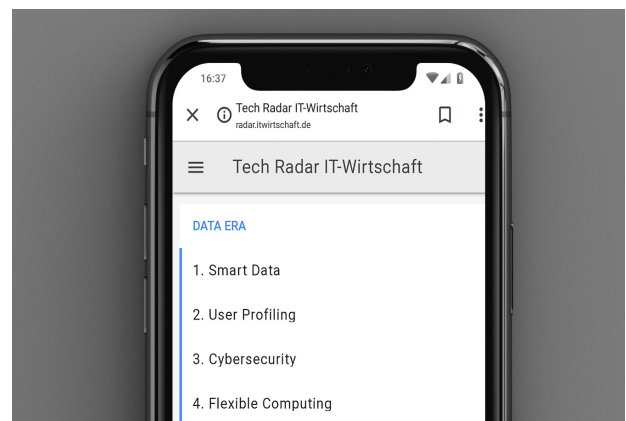 16:37
Tech Radar IT-Wirtschaft
radar.itwirtschaft.de
Tech Radar IT-Wirtschaft
DATA ERA
1. Smart Data
2. User Profiling
3. Cybersecurity
4. Flexible Computing